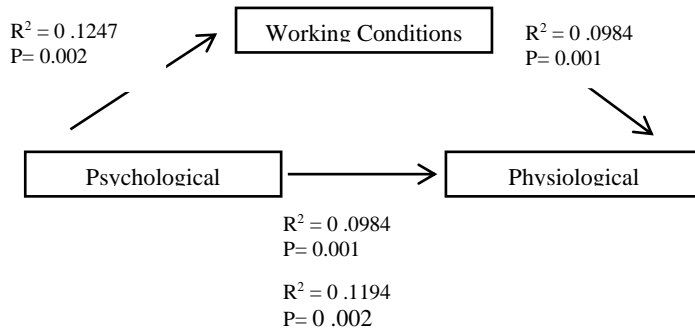 R² = 0 .1247
P= 0.002
Working Conditions
R² = 0 .0984
P= 0.001
Psychological
Physiological
R² = 0 .0984
P= 0.001
R² = 0 .1194
P= 0 .002